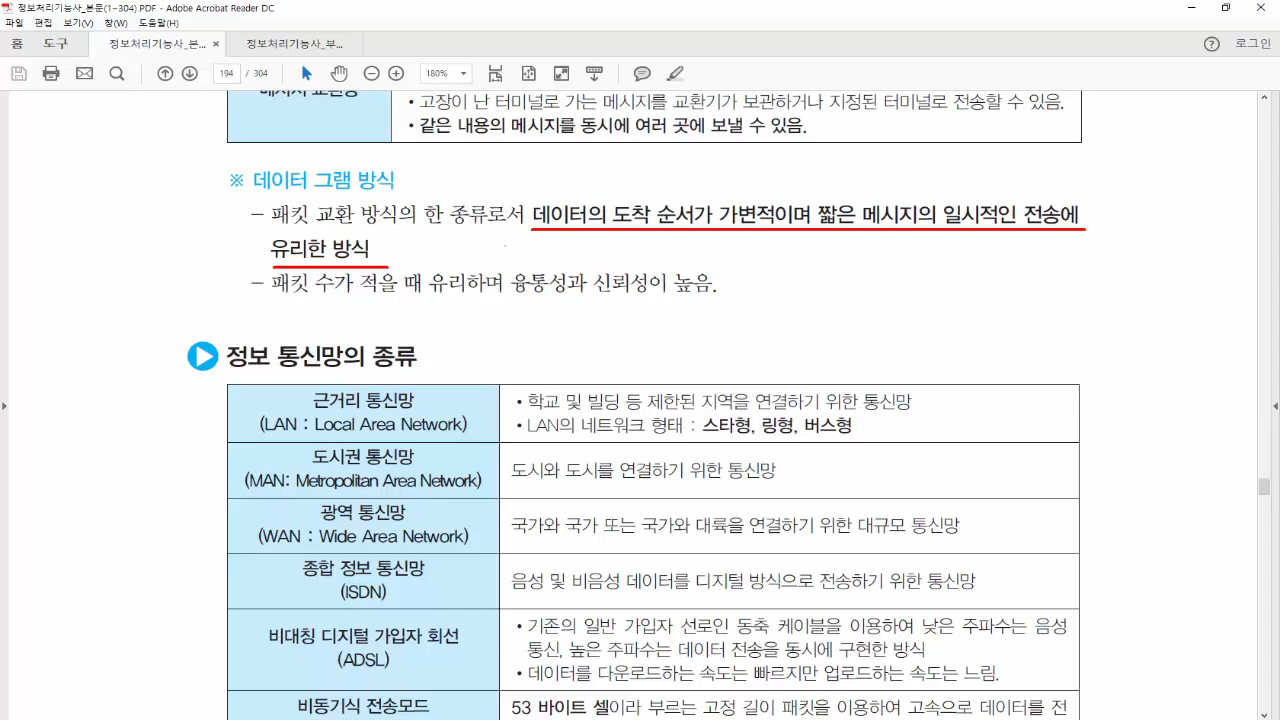 정보처리기능사_본문(1~304).PDF - Adobe Acrobat Reader DC
파일 편집 보기(V) 창(W) 도움말(H)
홈 도구 정보처리기능사_본... × 정보처리기능사_부... 로그인
194 / 304 180%
메시지 교환망
• 고장이 난 터미널로 가는 메시지를 교환기가 보관하거나 지정된 터미널로 전송할 수 있음.
• 같은 내용의 메시지를 동시에 여러 곳에 보낼 수 있음.
※ 데이터 그램 방식
– 패킷 교환 방식의 한 종류로서 데이터의 도착 순서가 가변적이며 짧은 메시지의 일시적인 전송에
유리한 방식
– 패킷 수가 적을 때 유리하며 융통성과 신뢰성이 높음.
정보 통신망의 종류
근거리 통신망
(LAN : Local Area Network)
• 학교 및 빌딩 등 제한된 지역을 연결하기 위한 통신망
• LAN의 네트워크 형태 : 스타형, 링형, 버스형
도시권 통신망
(MAN: Metropolitan Area Network)
도시와 도시를 연결하기 위한 통신망
광역 통신망
(WAN : Wide Area Network)
국가와 국가 또는 국가와 대륙을 연결하기 위한 대규모 통신망
종합 정보 통신망
(ISDN)
음성 및 비음성 데이터를 디지털 방식으로 전송하기 위한 통신망
비대칭 디지털 가입자 회선
(ADSL)
• 기존의 일반 가입자 선로인 동축 케이블을 이용하여 낮은 주파수는 음성
통신, 높은 주파수는 데이터 전송을 동시에 구현한 방식
• 데이터를 다운로드하는 속도는 빠르지만 업로드하는 속도는 느림.
비동기식 전송모드
53 바이트 셀이라 부르는 고정 길이 패킷을 이용하여 고속으로 데이터를 전